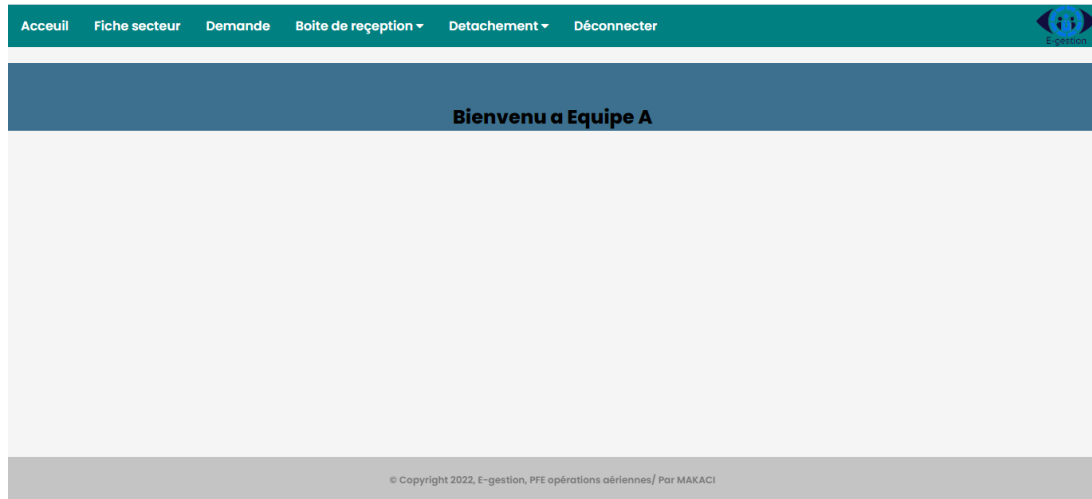 Acceuil Fiche secteur Demande Boite de reçeption Detachement Déconnecter
E-gestion
Bienvenu a Equipe A
© Copyright 2022, E-gestion, PFE opérations aériennes/ Par MAKACI